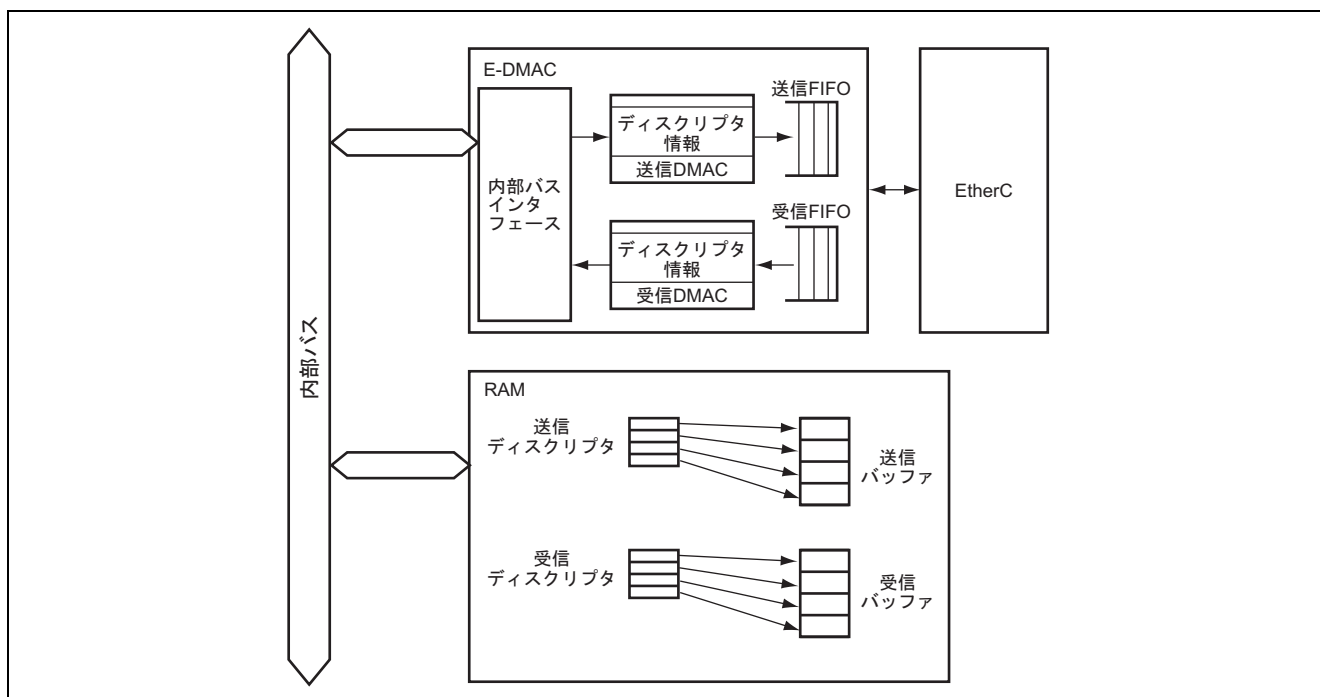 内部バス
E-DMAC
内部バス
インタ
フェース
ディスクリプタ
情報
送信DMAC
送信FIFO
ディスクリプタ
情報
受信DMAC
受信FIFO
EtherC
RAM
送信
ディスクリプタ
送信
バッファ
受信
ディスクリプタ
受信
バッファ